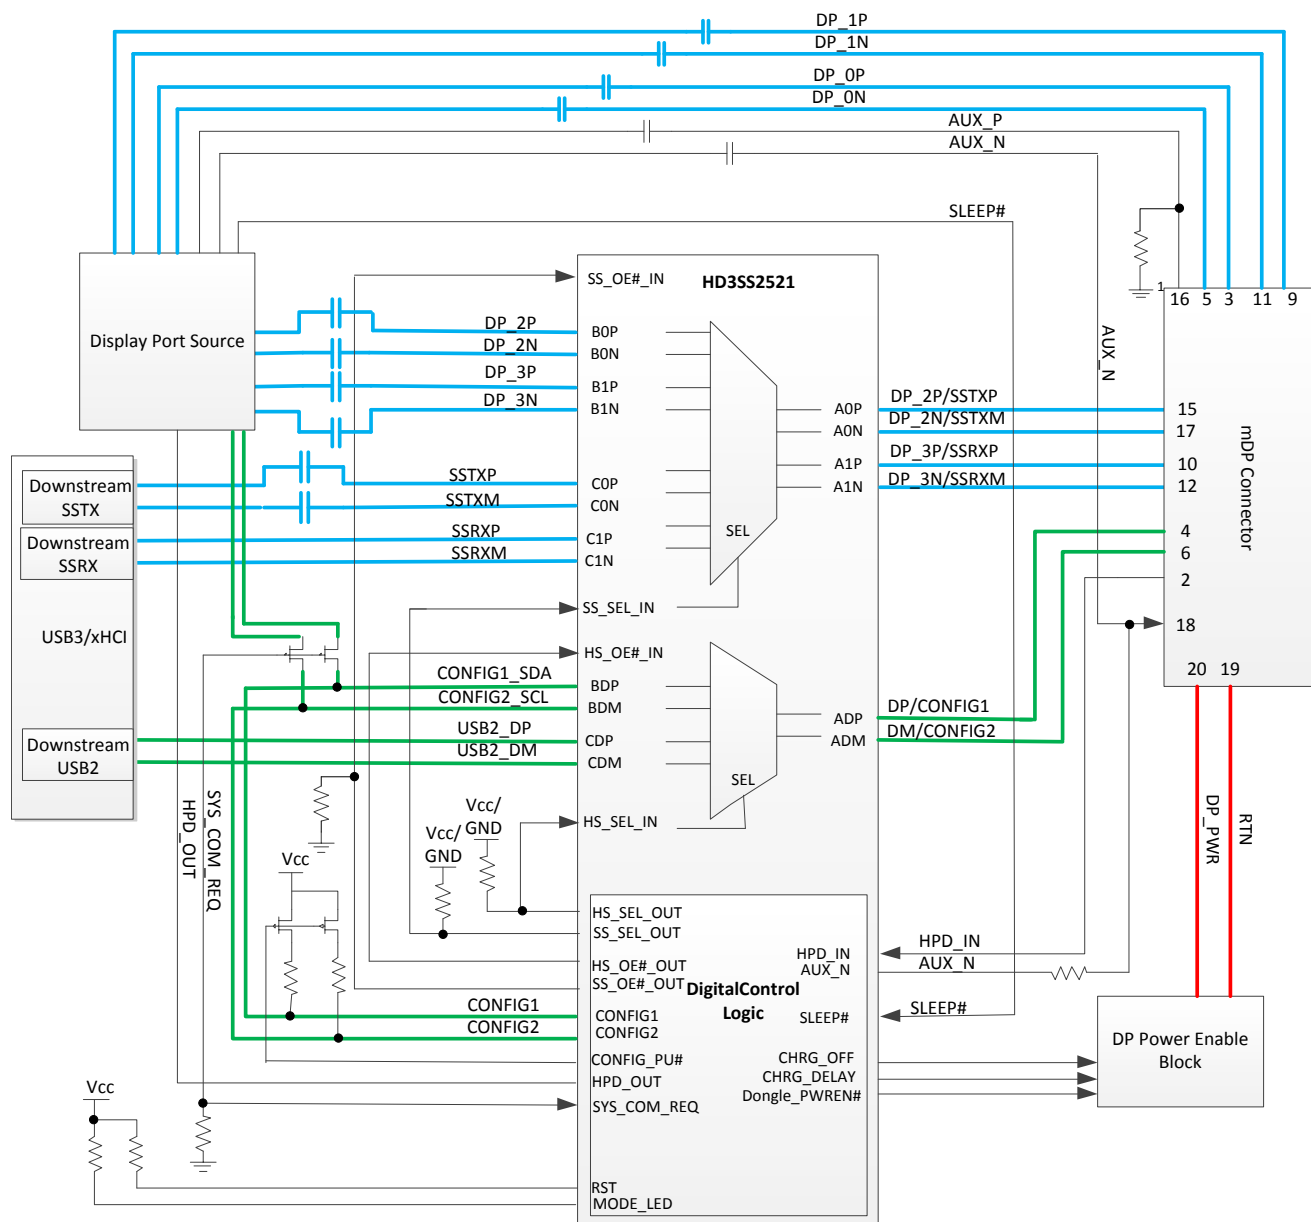 DP_1P
DP_1N
DP_0P
DP_0N
AUX_P
AUX_N
SLEEP#
Display Port Source
SS_OE#_IN
HD3SS2521
1
16
5
3
11
9
DP_2P
DP_2N
DP_3P
DP_3N
B0P
B0N
B1P
B1N
AUX_N
A0P
A0N
A1P
A1N
DP_2P/SSTXP
DP_2N/SSTXM
DP_3P/SSRXP
DP_3N/SSRXM
15
17
10
12
4
6
2
18
20
19
mDP Connector
Downstream
SSTX
Downstream
SSRX
USB3/xHCI
Downstream
USB2
SSTXP
SSTXM
SSRXP
SSRXM
C0P
C0N
C1P
C1N
SEL
SS_SEL_IN
HS_OE#_IN
CONFIG1_SDA
CONFIG2_SCL
USB2_DP
USB2_DM
BDP
BDM
CDP
CDM
SEL
ADP
ADM
DP/CONFIG1
DM/CONFIG2
HS_SEL_IN
HPD_OUT
SYS_COM_REQ
Vcc/
GND
Vcc/
GND
Vcc
DP_PWR
RTN
HS_SEL_OUT
SS_SEL_OUT
HS_OE#_OUT
SS_OE#_OUT
DigitalControl
Logic
CONFIG1
CONFIG2
CONFIG1
CONFIG2
CONFIG_PU#
HPD_OUT
SYS_COM_REQ
RST
MODE_LED
HPD_IN
AUX_N
SLEEP#
CHRG_OFF
CHRG_DELAY
Dongle_PWREN#
HPD_IN
AUX_N
SLEEP#
DP Power Enable
Block
Vcc